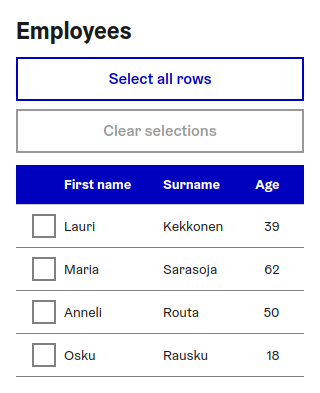 Employees
Select all rows
Clear selections
First name Surname Age
Lauri Kekkonen 39
Maria Sarasoja 62
Anneli Routa 50
Osku Rausku 18